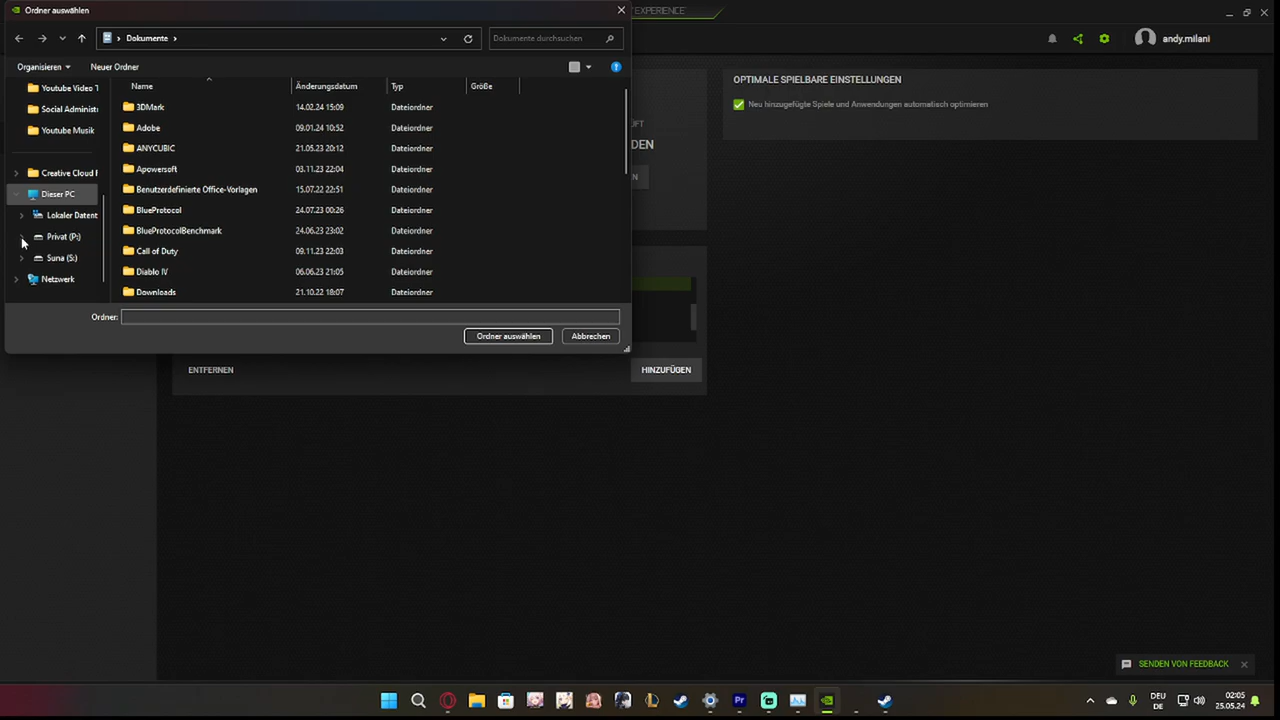 Ordner auswählen
EXPERIENCE
Dokumente
Dokumente durchsuchen
andy.milani
Organisieren
Neuer Ordner
Name
Änderungsdatum
Typ
Größe
Youtube Video T
Social Administ
Youtube Musik
Creative Cloud F
Dieser PC
Lokaler Datent
Privat (P:)
Suna (S:)
Netzwerk
3DMark 14.02.24 15:09 Dateiordner
Adobe 09.01.24 10:52 Dateiordner
ANYCUBIC 21.05.23 20:12 Dateiordner
Apowersoft 03.11.23 22:04 Dateiordner
Benutzerdefinierte Office-Vorlagen 15.07.22 22:51 Dateiordner
BlueProtocol 24.07.23 00:26 Dateiordner
BlueProtocolBenchmark 24.06.23 23:02 Dateiordner
Call of Duty 09.11.23 22:03 Dateiordner
Diablo IV 06.06.23 21:05 Dateiordner
Downloads 21.10.22 18:07 Dateiordner
Ordner:
Ordner auswählen
Abbrechen
OPTIMALE SPIELBARE EINSTELLUNGEN
Neu hinzugefügte Spiele und Anwendungen automatisch optimieren
ÜFT
DEN
N
ENTFERNEN
HINZUFÜGEN
SENDEN VON FEEDBACK
DEU
DE
02:05
25.05.24